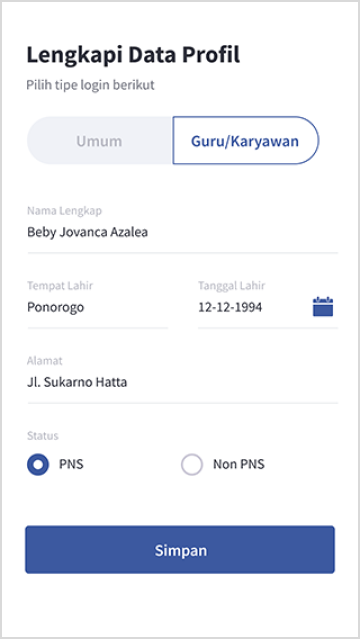 Lengkapi Data Profil
Pilih tipe login berikut
Umum
Guru/Karyawan
Nama Lengkap
Beby Jovanca Azalea
Tempat Lahir
Tanggal Lahir
Ponorogo
12-12-1994
Alamat
Jl. Sukarno Hatta
Status
PNS
Non PNS
Simpan